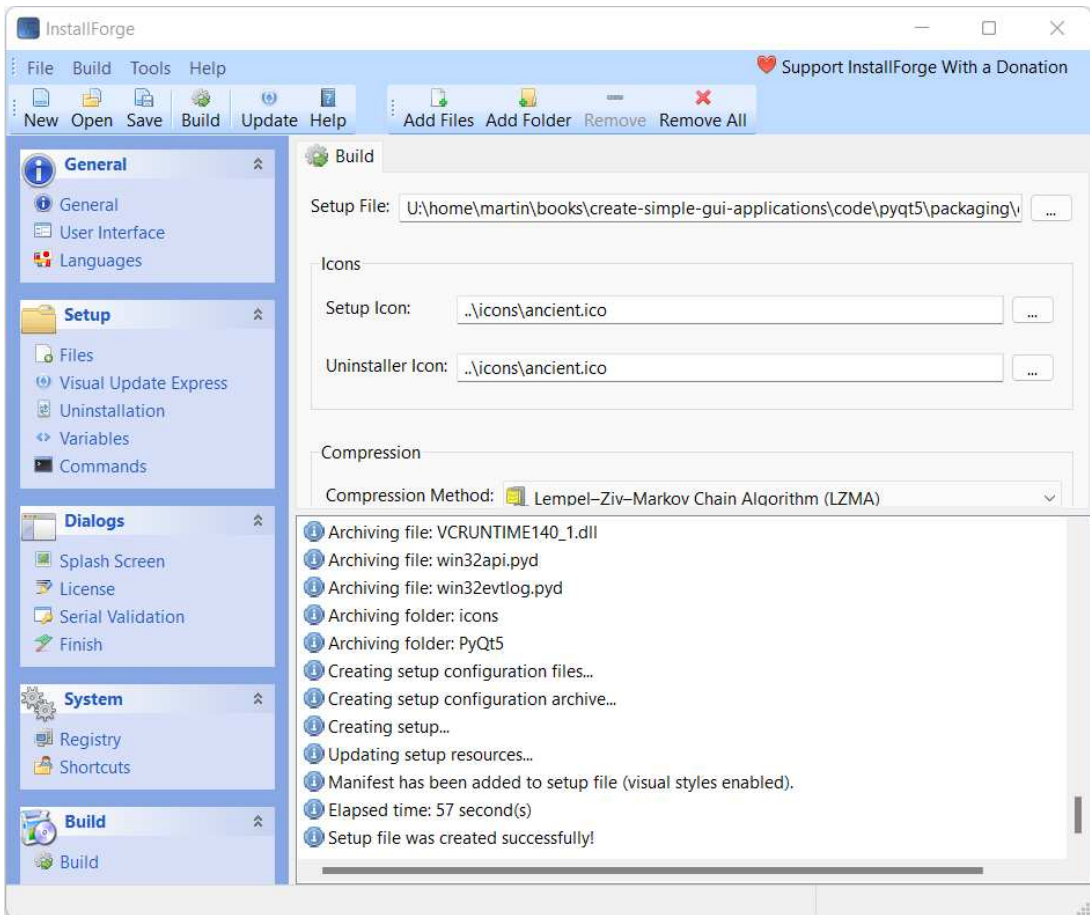 InstallForge
File Build Tools Help
Support InstallForge With a Donation
New Open Save Build Update Help Add Files Add Folder Remove Remove All
General
General
User Interface
Languages
Setup
Files
Visual Update Express
Uninstallation
Variables
Commands
Dialogs
Splash Screen
License
Serial Validation
Finish
System
Registry
Shortcuts
Build
Build
Build
Setup File: U:\home\martin\books\create-simple-gui-applications\code\pyqt5\packaging\ ...
Icons
Setup Icon: ..\icons\ancient.ico ...
Uninstaller Icon: ..\icons\ancient.ico ...
Compression
Compression Method: Lempel–Ziv–Markov Chain Algorithm (LZMA)
Archiving file: VCRUNTIME140_1.dll
Archiving file: win32api.pyd
Archiving file: win32evtlog.pyd
Archiving folder: icons
Archiving folder: PyQt5
Creating setup configuration files...
Creating setup configuration archive...
Creating setup...
Updating setup resources...
Manifest has been added to setup file (visual styles enabled).
Elapsed time: 57 second(s)
Setup file was created successfully!